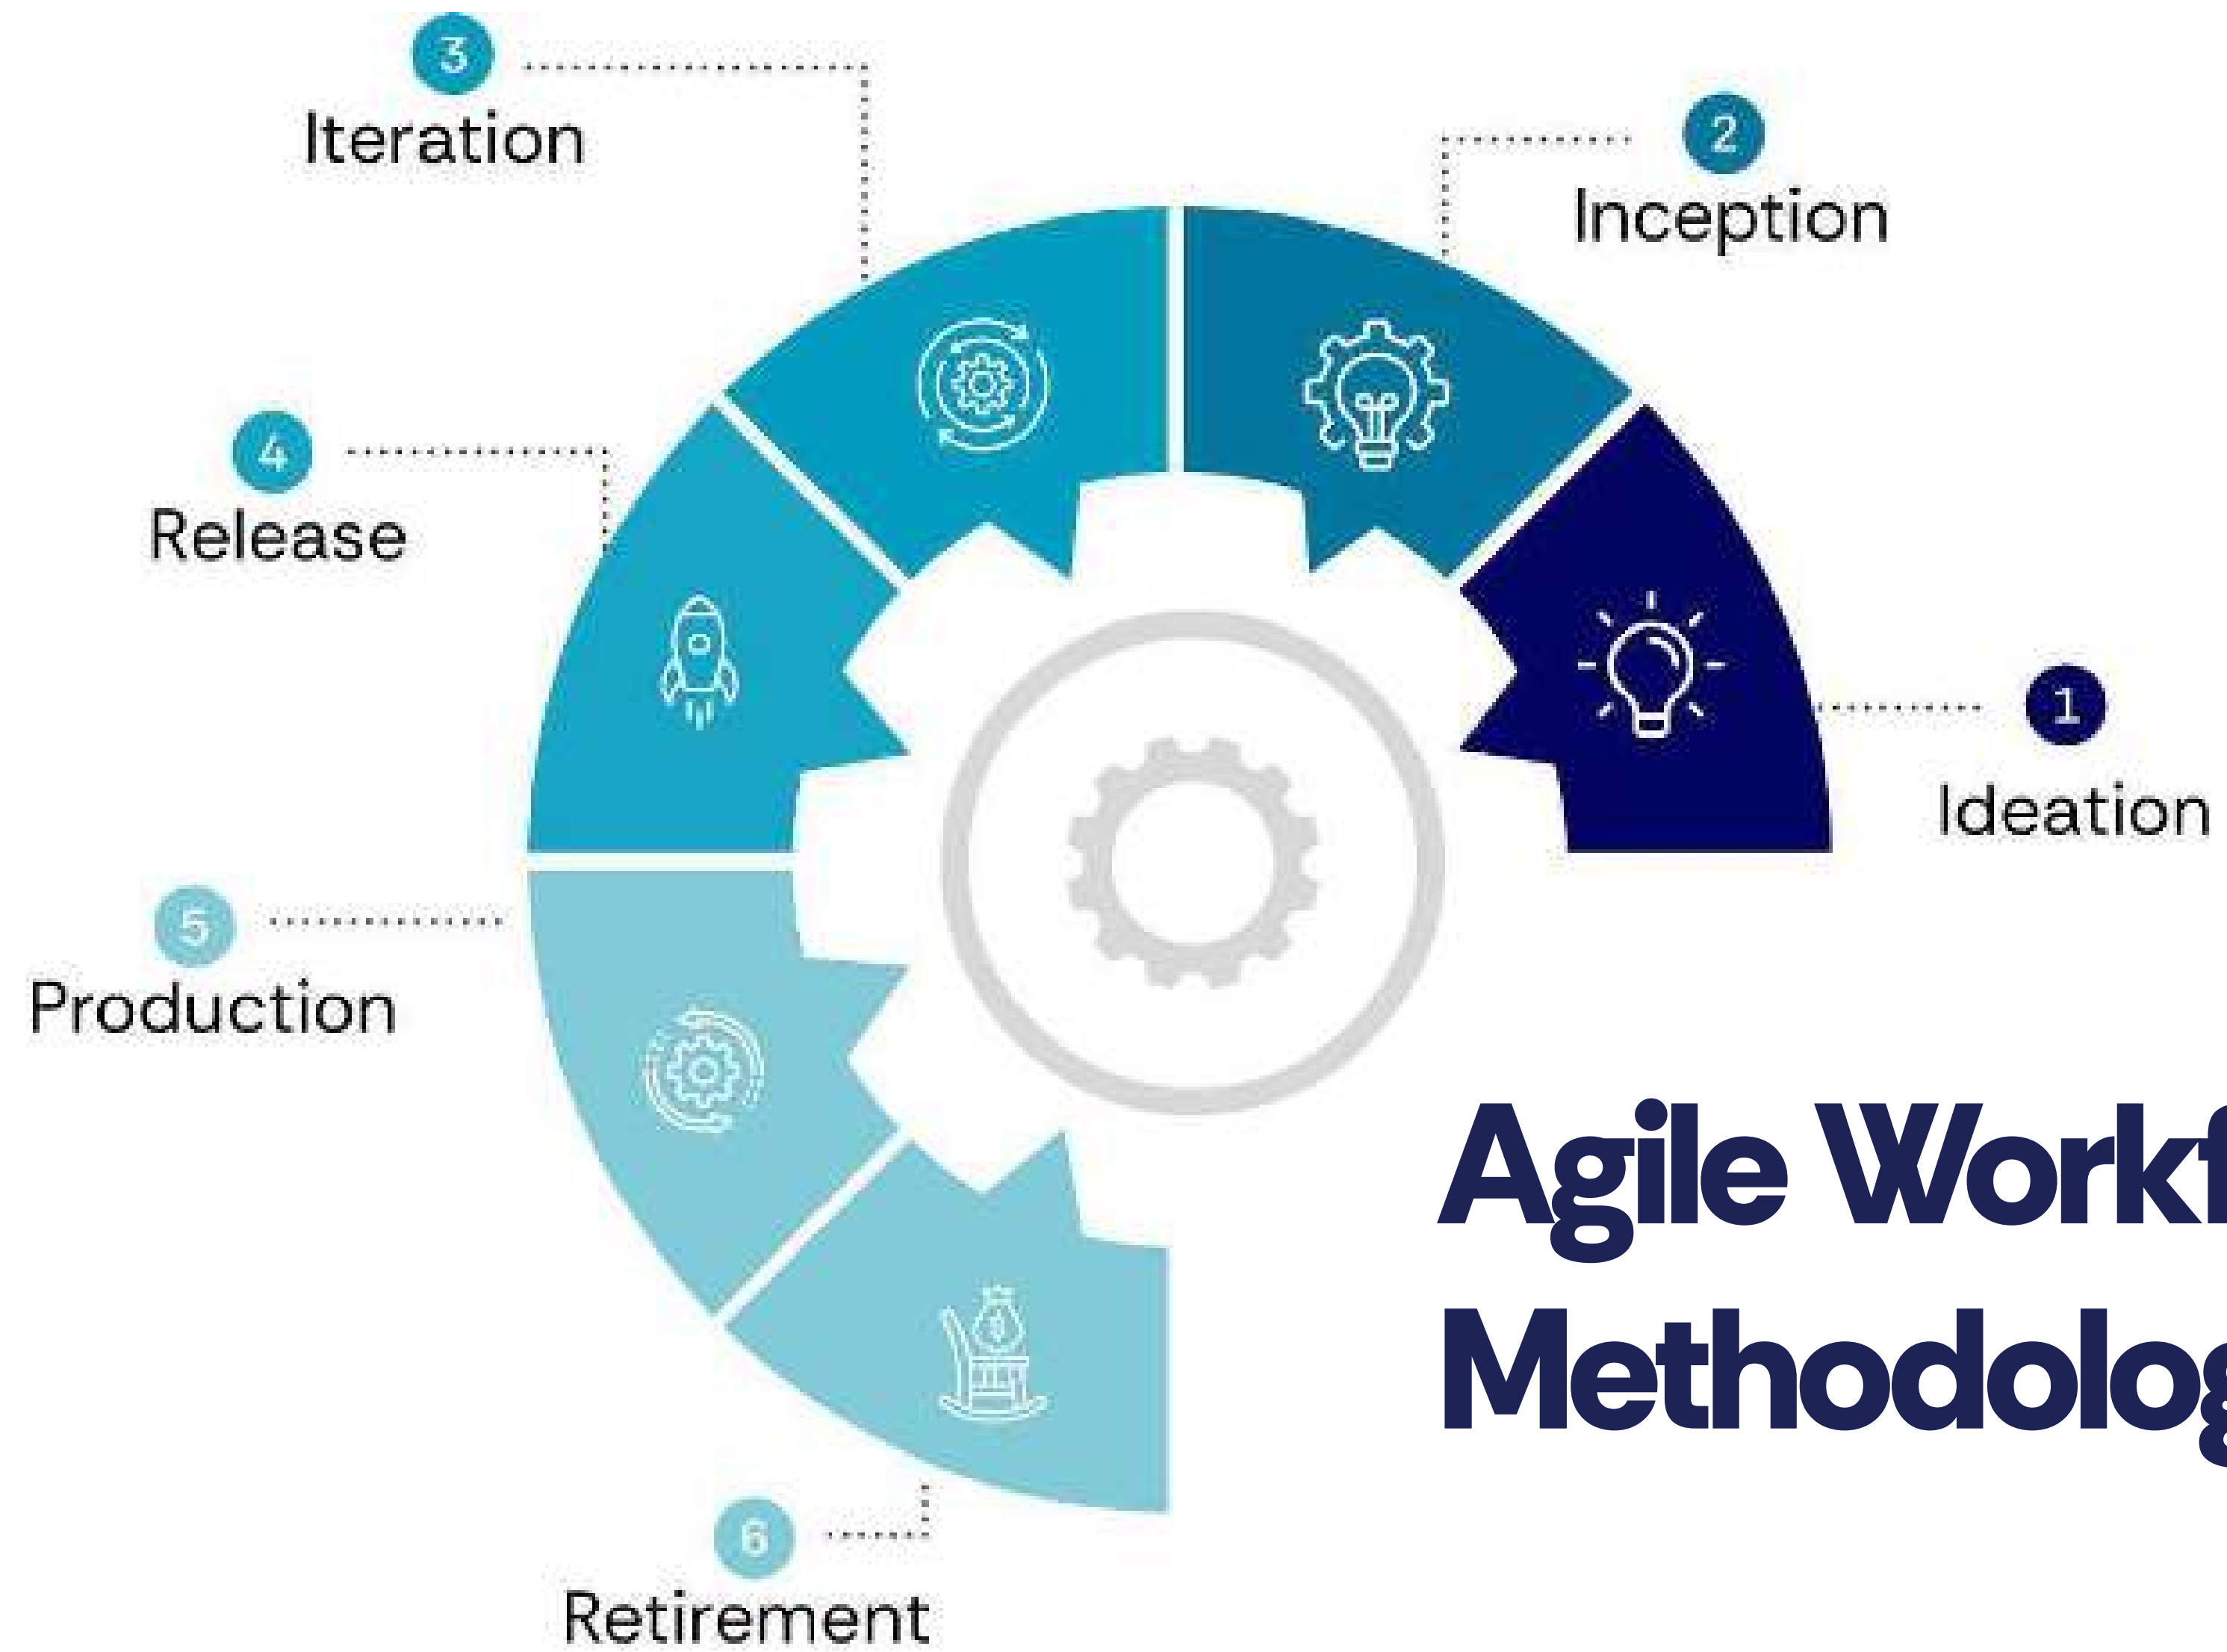 3
Iteration
2
Inception
4
Release
1
Ideation
5
Production
Agile Workf
Methodolog
6
Retirement